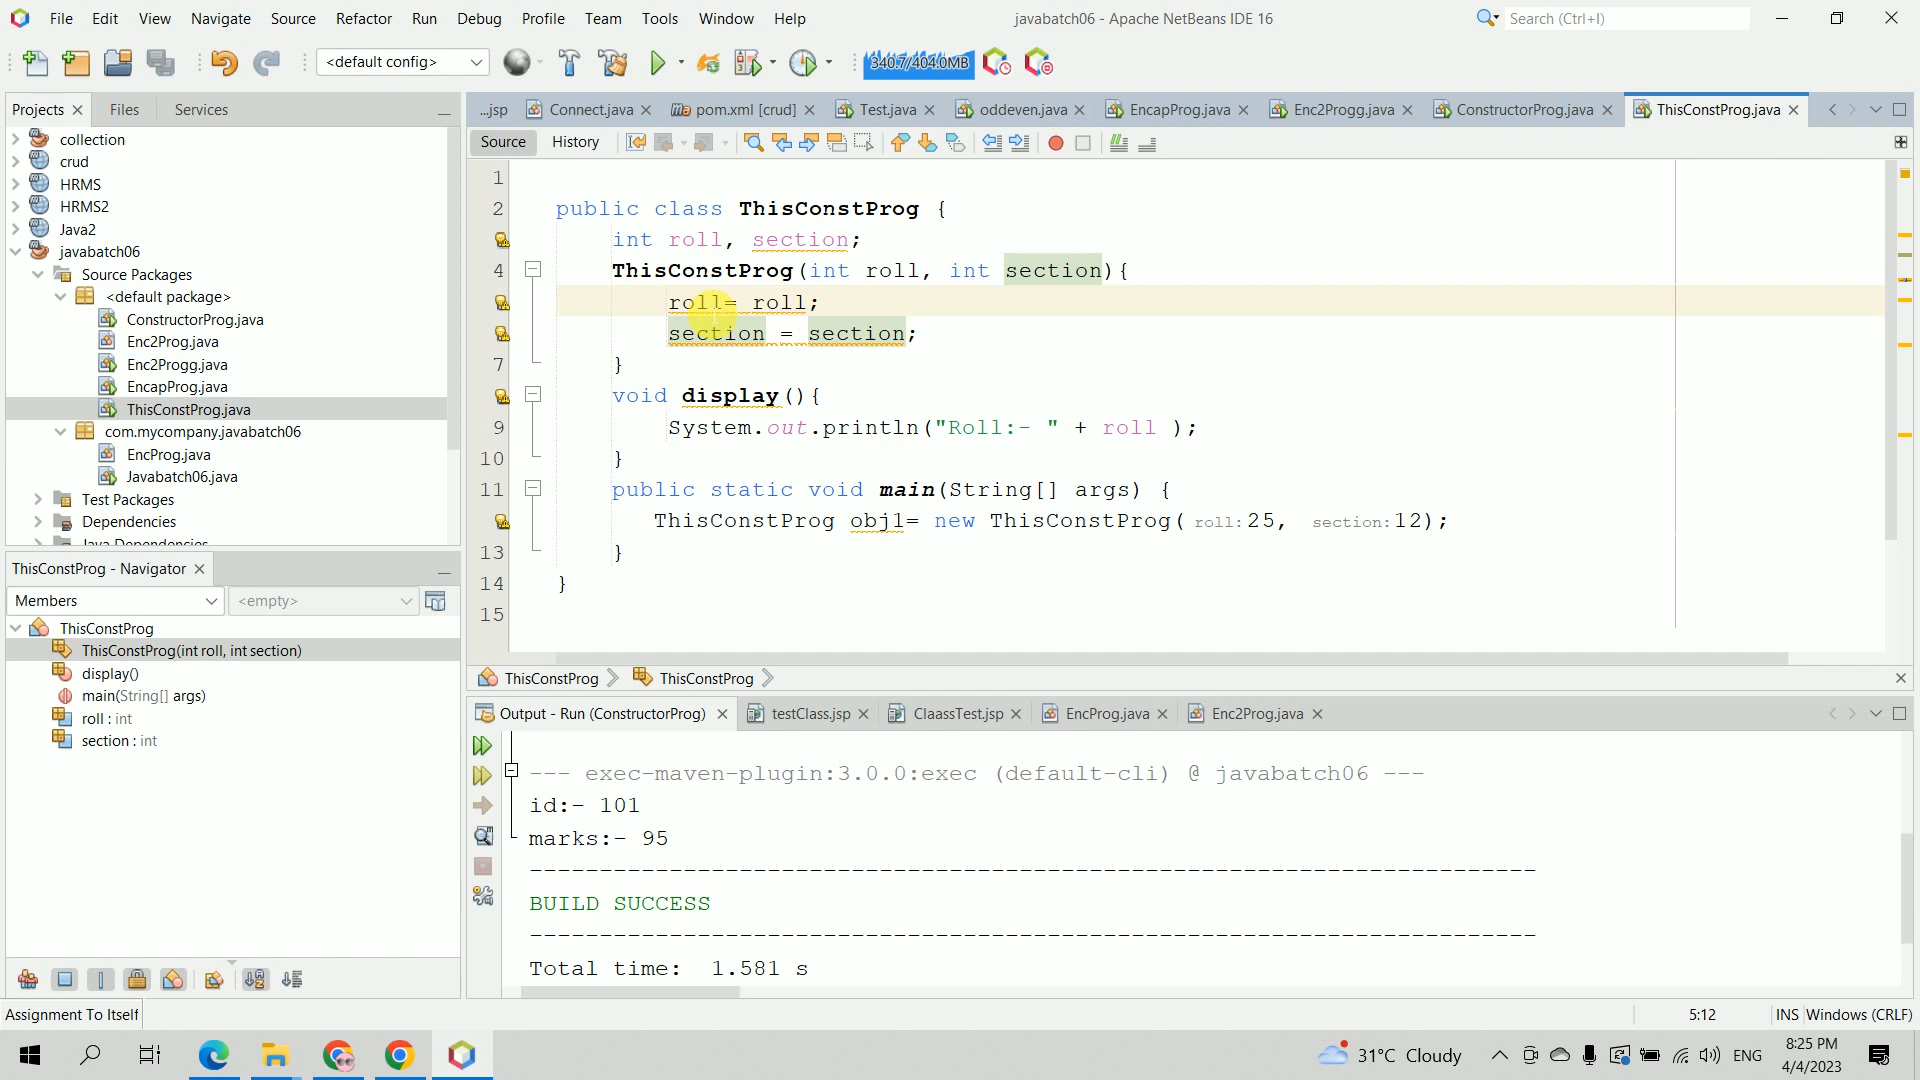 File Edit View Navigate Source Refactor Run Debug Profile Team Tools Window Help
javabatch06 - Apache NetBeans IDE 16
Search (Ctrl+I)
<default config>
340.7/404.0MB
Projects Files Services
collection
crud
HRMS
HRMS2
Java2
javabatch06
Source Packages
<default package>
ConstructorProg.java
Enc2Prog.java
Enc2Progg.java
EncapProg.java
ThisConstProg.java
com.mycompany.javabatch06
EncProg.java
Javabatch06.java
Test Packages
Dependencies
Java Dependencies
...jsp Connect.java pom.xml [crud] Test.java oddeven.java EncapProg.java Enc2Progg.java ConstructorProg.java ThisConstProg.java
Source History
1
2 public class ThisConstProg {
int roll, section;
4 ThisConstProg(int roll, int section){
roll= roll;
section = section;
7 }
void display(){
9 System.out.println("Roll:- " + roll );
10 }
11 public static void main(String[] args) {
ThisConstProg obj1= new ThisConstProg( roll: 25, section: 12);
13 }
14 }
15
ThisConstProg ThisConstProg
ThisConstProg - Navigator
Members <empty>
ThisConstProg
ThisConstProg(int roll, int section)
display()
main(String[] args)
roll : int
section : int
Output - Run (ConstructorProg) testClass.jsp ClaassTest.jsp EncProg.java Enc2Prog.java
--- exec-maven-plugin:3.0.0:exec (default-cli) @ javabatch06 ---
id:- 101
marks:- 95
------------------------------------------------------------------------
BUILD SUCCESS
------------------------------------------------------------------------
Total time:  1.581 s
Assignment To Itself
5:12 INS Windows (CRLF)
31°C Cloudy
ENG
8:25 PM
4/4/2023